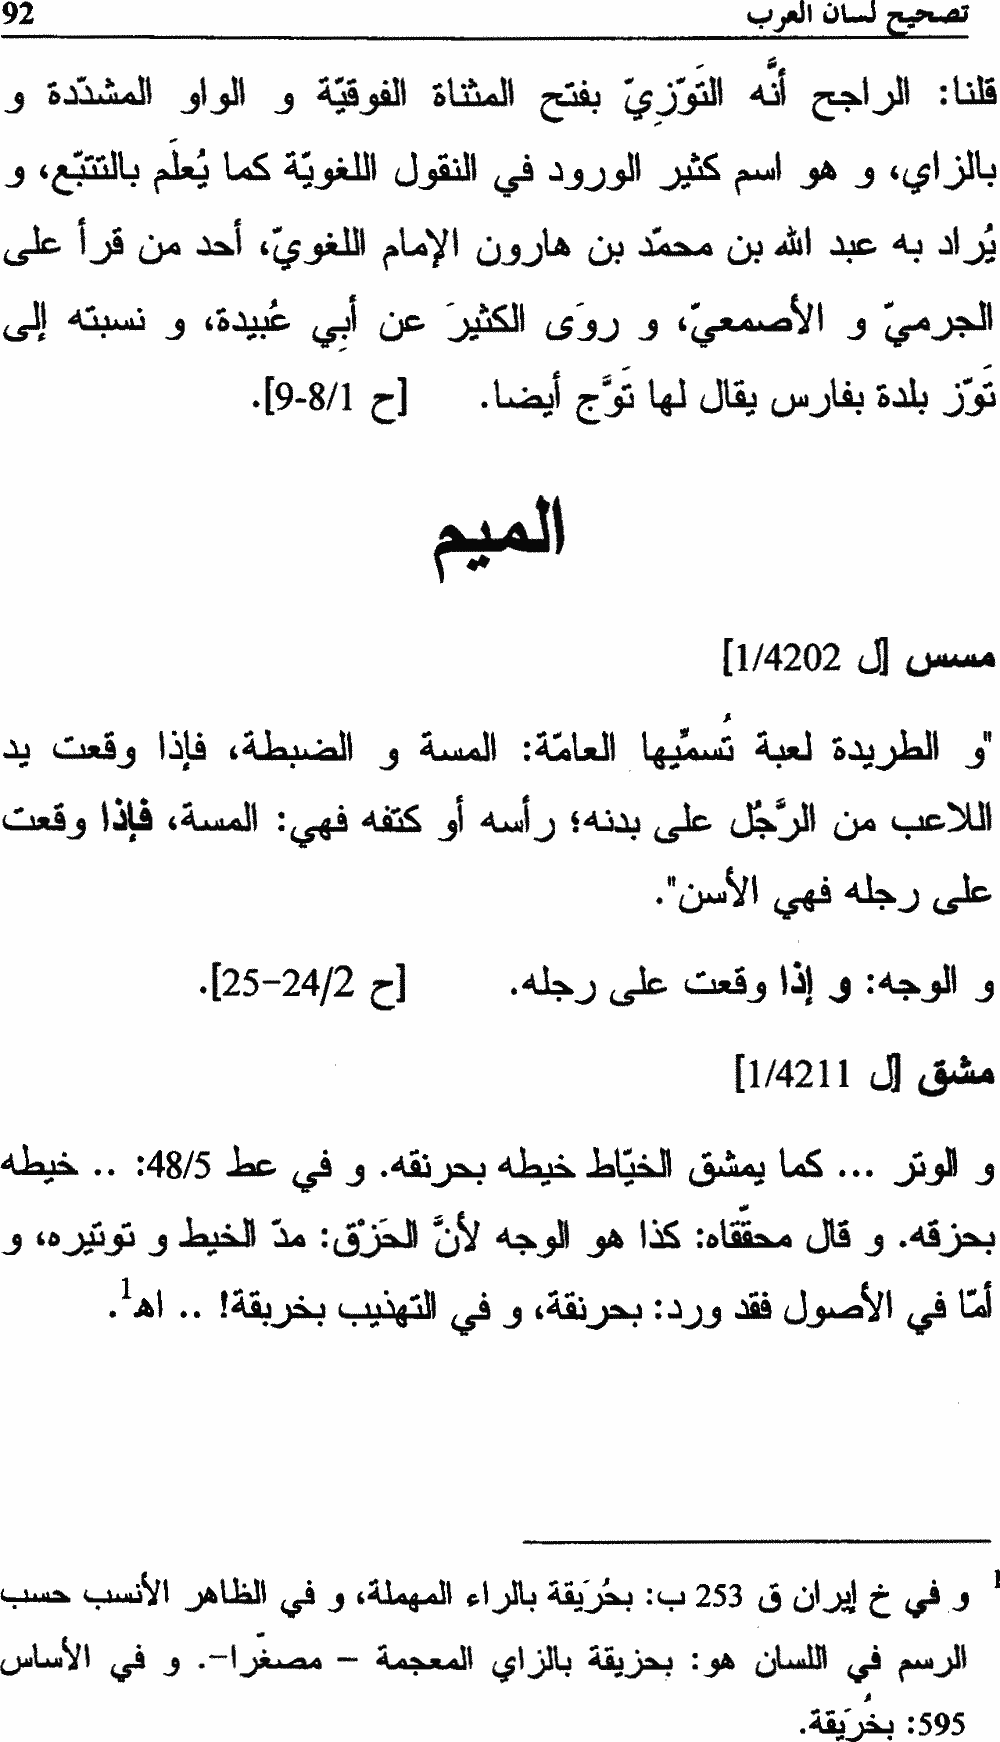 تصحيح لسان العرب 92
قلنا: الراجح أنَّه التَوّزِيّ بفتح المثناة الفوقيّة و الواو المشدّدة و
بالزاي، و هو اسم كثير الورود في النقول اللغويّة كما يُعلَم بالتتبّع، و
يُراد به عبد الله بن محمّد بن هارون الإمام اللغويّ، أحد من قرأ على
الجرميّ و الأصمعيّ، و روَى الكثيرَ عن أبِي عُبيدة، و نسبته إلى
تَوّز بلدة بفارس يقال لها تَوَّج أيضا. [ح 8/1-9].
الميم
مسس [ل 1/4202]
"و الطريدة لعبة تُسمِّيها العامّة: المسة و الضبطة، فإذا وقعت يد
اللاعب من الرَّجُل على بدنه؛ رأسه أو كتفه فهي: المسة، فإذا وقعت
على رجله فهي الأسن".
و الوجه: و إذا وقعت على رجله. [ح 24/2-25].
مشق [ل 1/4211]
و الوتر ... كما يمشق الخيّاط خيطه بحرنقه. و في عط 48/5: .. خيطه
بحزقه. و قال محقّقاه: كذا هو الوجه لأنَّ الحَزْق: مدّ الخيط و توتيره، و
أمّا في الأصول فقد ورد: بحرنقة، و في التهذيب بخربقة! .. اهـ1.
1 و في خ إيران ق 253 ب: بحُرَيقة بالراء المهملة، و في الظاهر الأنسب حسب
الرسم في اللسان هو: بحزيقة بالزاي المعجمة – مصغّرا–. و في الأساس
595: بخُرَيقة.